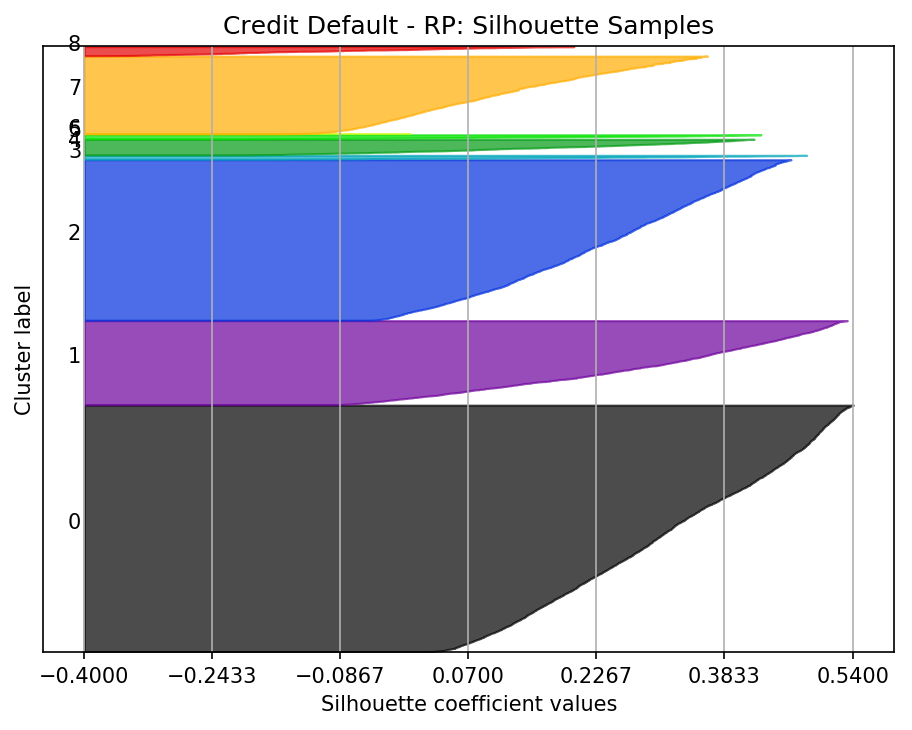 Credit Default - RP: Silhouette Samples
8
7
6
4
3
2
1
0
Cluster label
−0.4000 −0.2433 −0.0867 0.0700 0.2267 0.3833 0.5400
Silhouette coefficient values